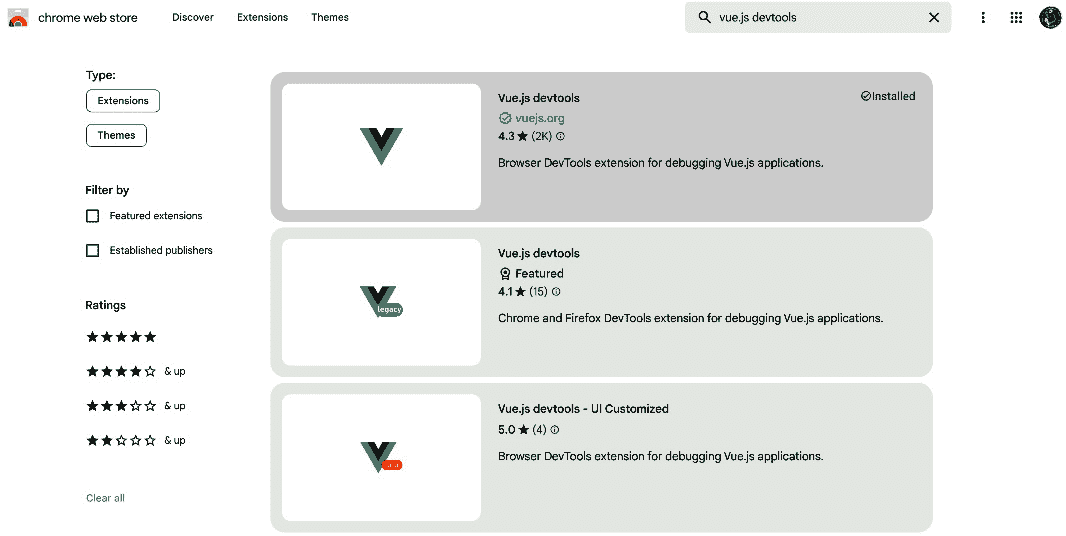 chrome web store Discover Extensions Themes vue.js devtools
Type:
Extensions
Themes
Filter by
Featured extensions
Established publishers
Ratings
& up
& up
& up
Clear all
Vue.js devtools
Installed
vuejs.org
4.3 ★ (2K)
Browser DevTools extension for debugging Vue.js applications.
legacy
Vue.js devtools
Featured
4.1 ★ (15)
Chrome and Firefox DevTools extension for debugging Vue.js applications.
Vue.js devtools - UI Customized
5.0 ★ (4)
Browser DevTools extension for debugging Vue.js applications.